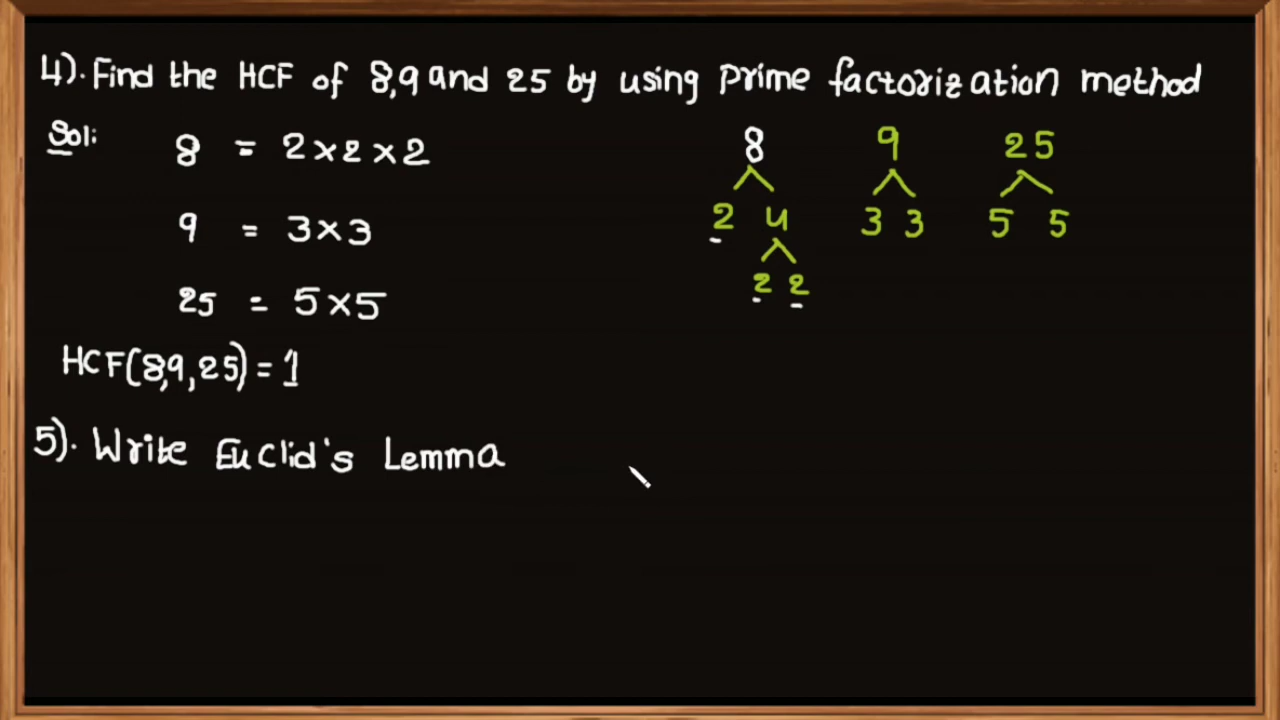 4). Find the HCF of 8,9 and 25 by using prime factorization method
Sol:
8 = 2×2×2
9 = 3×3
25 = 5×5
HCF(8,9,25) = 1
8 9 25
2 4 3 3 5 5
2 2
5). Write Euclid's Lemma